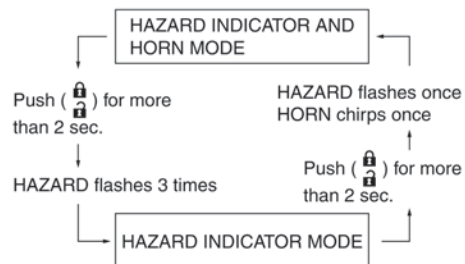 HAZARD INDICATOR AND
HORN MODE
Push ( ) for more
than 2 sec.
HAZARD flashes 3 times
HAZARD INDICATOR MODE
Push ( ) for more
than 2 sec.
HAZARD flashes once
HORN chirps once